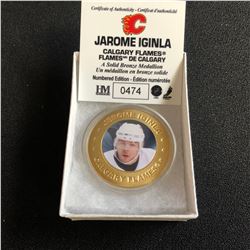 Certificate of Authenticity - Certificat d'authenticité
JAROME IGINLA
CALGARY FLAMES®
FLAMES™ DE CALGARY
A Solid Bronze Medallion
Un médaillon en bronze solide
Numbered Edition - Édition numérotée
HM 0474
JAROME IGINLA
CALGARY FLAMES